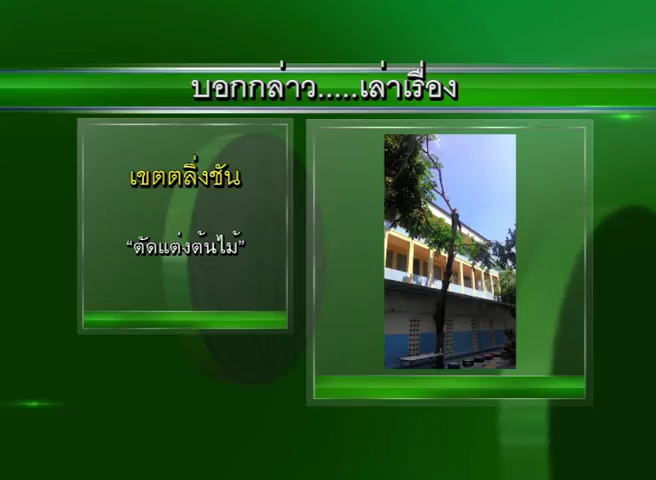 บอกกล่าว.....เล่าเรื่อง
เขตตลิ่งชัน
“ตัดแต่งต้นไม้”